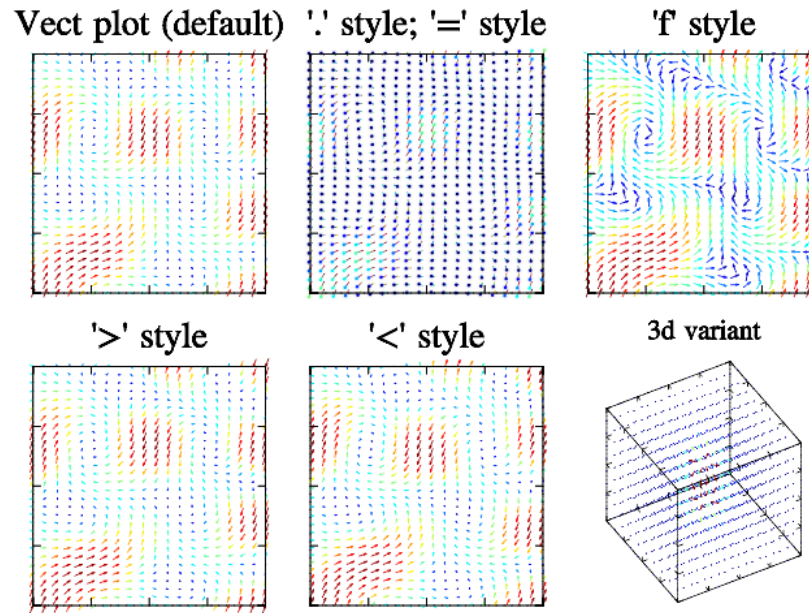 Vect plot (default)
'.' style; '=' style
'f' style
'>' style
'<' style
3d variant